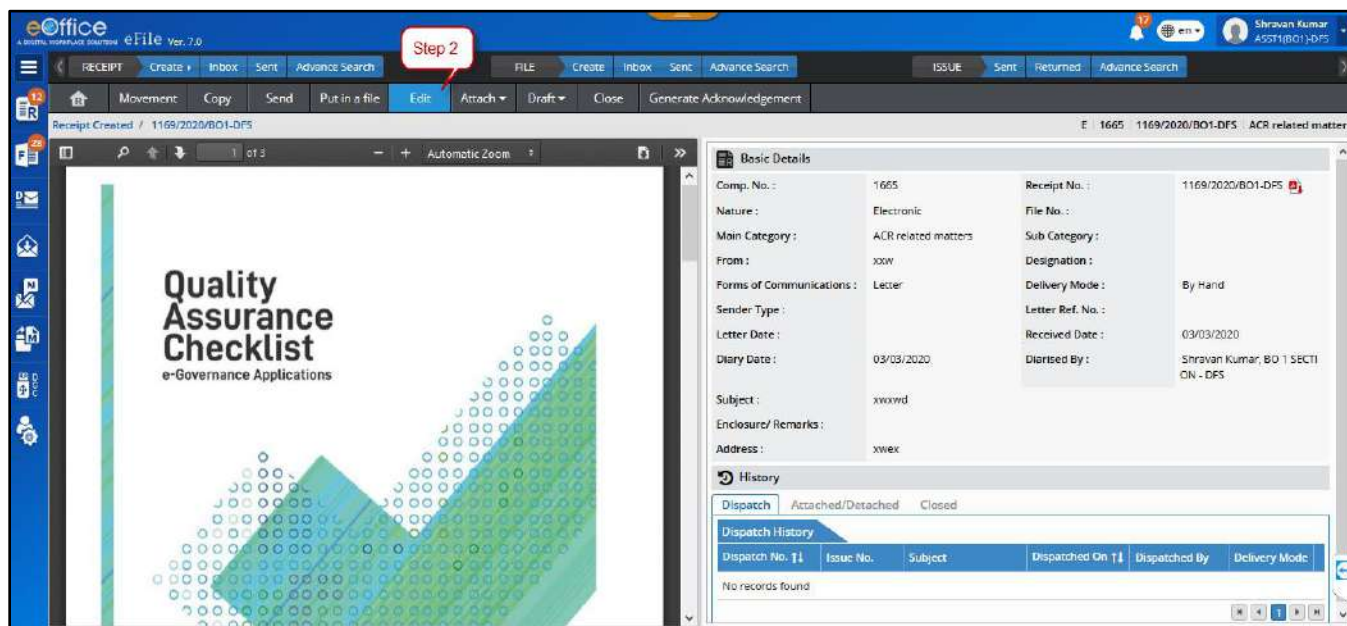 eOffice
A DIGITAL WORKPLACE SOLUTION eFile Ver. 7.0
17
en
Shravan Kumar
ASST1(BO1)-DFS
Step 2
RECEIPT Create Inbox Sent Advance Search FILE Create Inbox Sent Advance Search ISSUE Sent Returned Advance Search
12
R
Movement Copy Send Put in a file Edit Attach Draft Close Generate Acknowledgement
Receipt Created / 1169/2020/BO1-DFS
E 1665 1169/2020/BO1-DFS ACR related matter
28
F
1 of 3 − + Automatic Zoom
Quality
Assurance
Checklist
e-Governance Applications
Basic Details
Comp. No. : 1665 Receipt No. : 1169/2020/BO1-DFS
Nature : Electronic File No. :
Main Category : ACR related matters Sub Category :
From : xxw Designation :
Forms of Communications : Letter Delivery Mode : By Hand
Sender Type : Letter Ref. No. :
Letter Date : Received Date : 03/03/2020
Diary Date : 03/03/2020 Diarised By : Shravan Kumar, BO 1 SECTI
ON - DFS
Subject : xwxwd
Enclosure/ Remarks :
Address : xwex
History
Dispatch Attached/Detached Closed
Dispatch History
Dispatch No. Issue No. Subject Dispatched On Dispatched By Delivery Mode
No records found
1